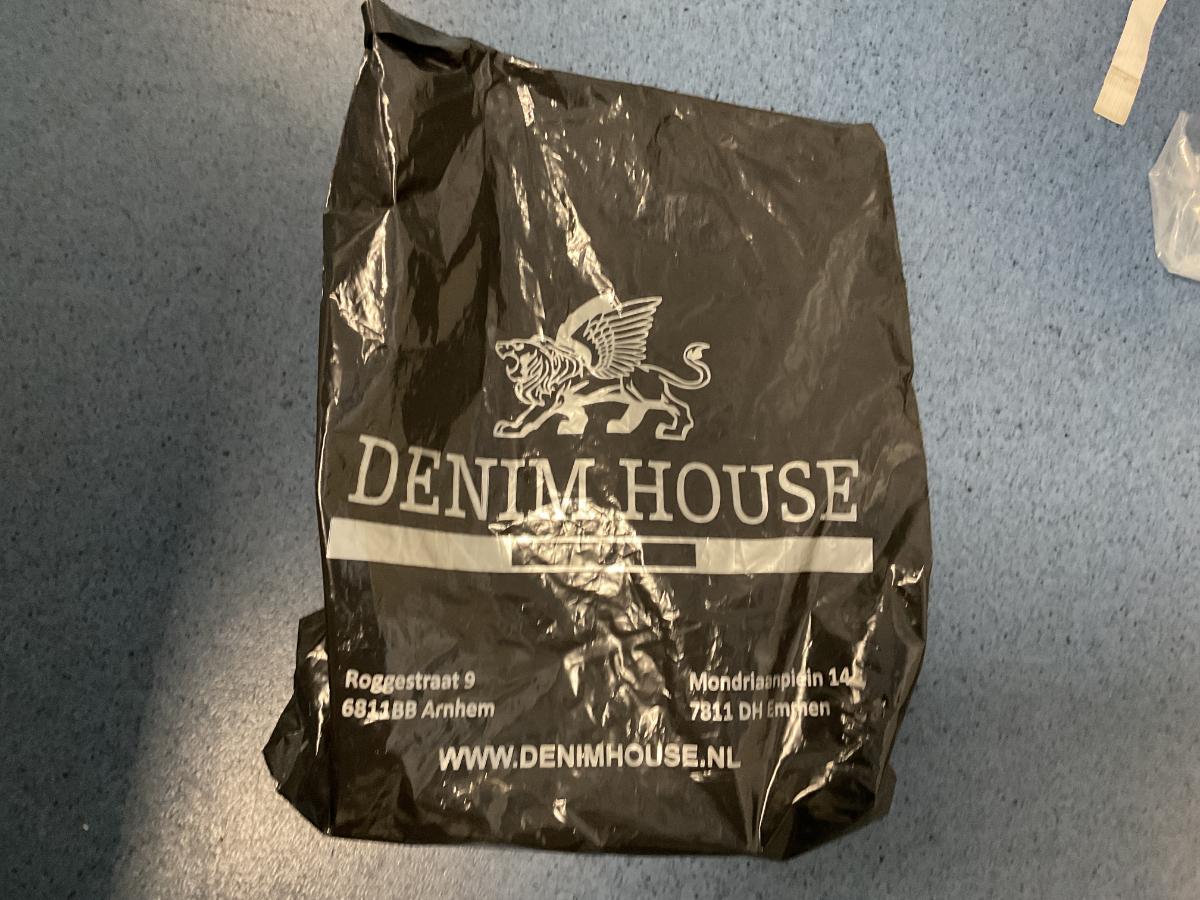 DENIM HOUSE
Roggestraat 9
6811BB Arnhem
Mondriaanplein 14
7811 DH Emmen
WWW.DENIMHOUSE.NL